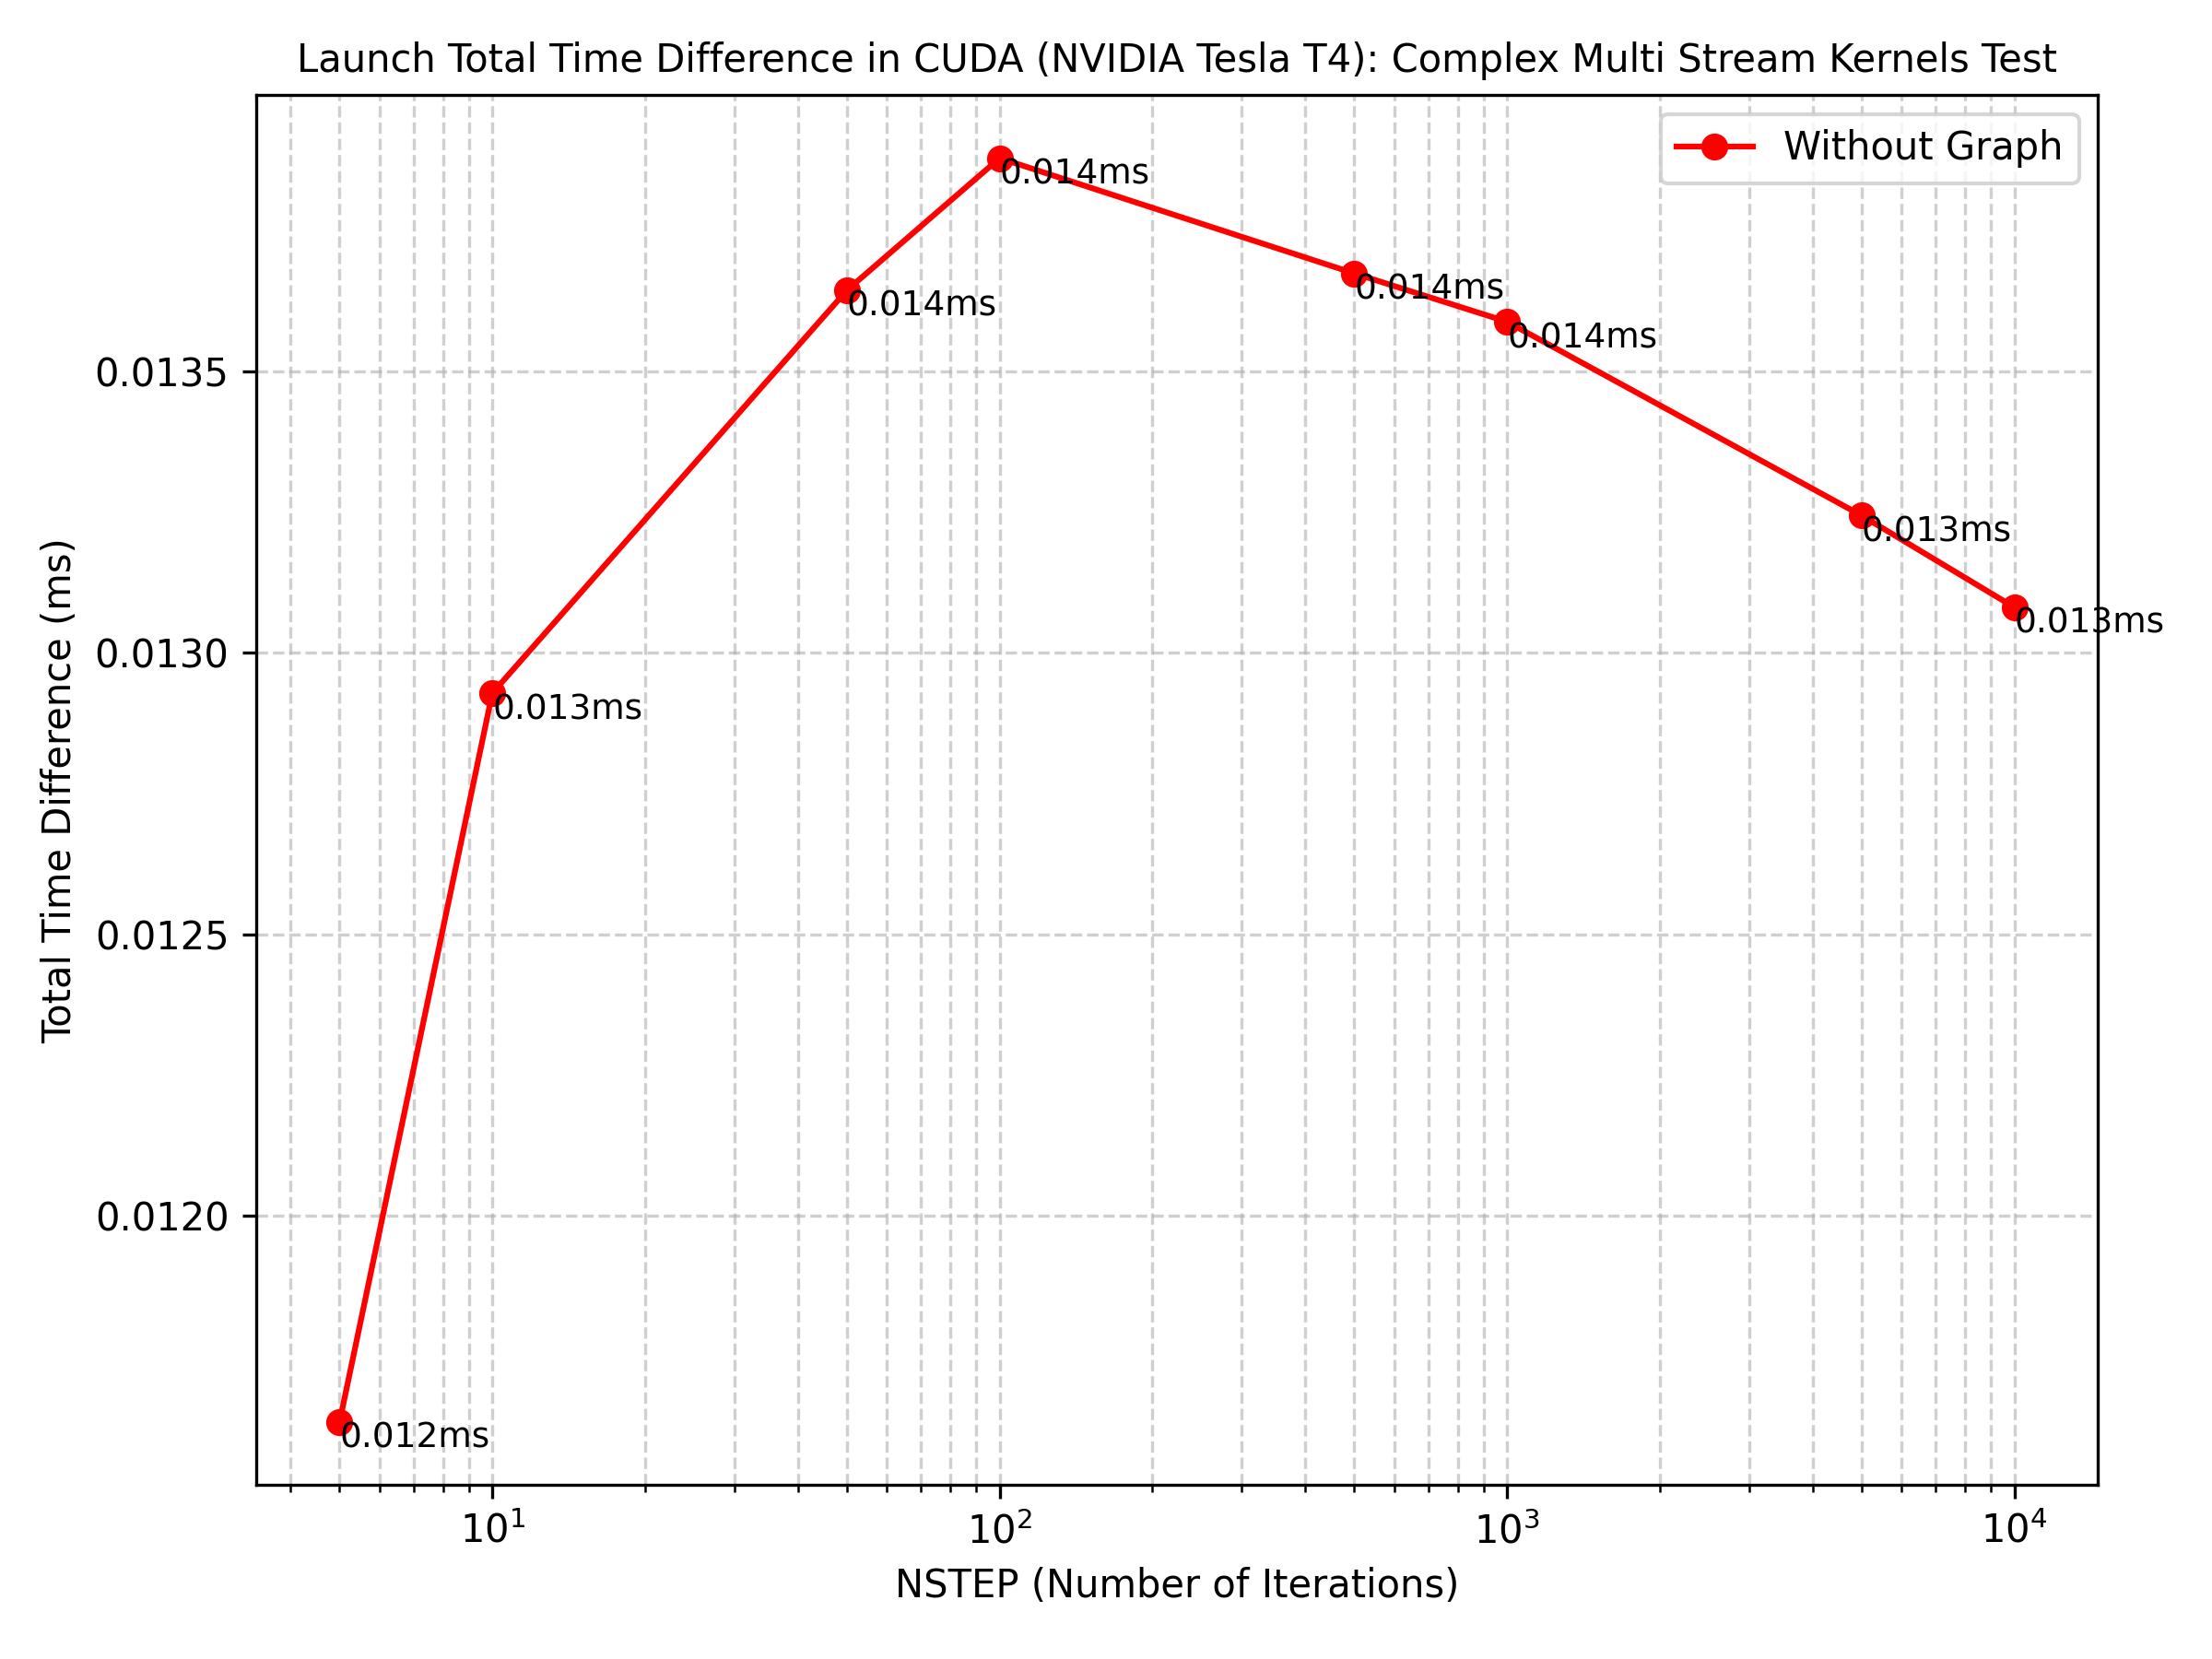 Launch Total Time Difference in CUDA (NVIDIA Tesla T4): Complex Multi Stream Kernels Test
Without Graph
0.014ms
0.014ms
0.014ms
0.014ms
0.0135
0.013ms
0.013ms
0.0130
0.013ms
0.0125
0.0120
0.012ms
Total Time Difference (ms)
10¹
10²
10³
10⁴
NSTEP (Number of Iterations)